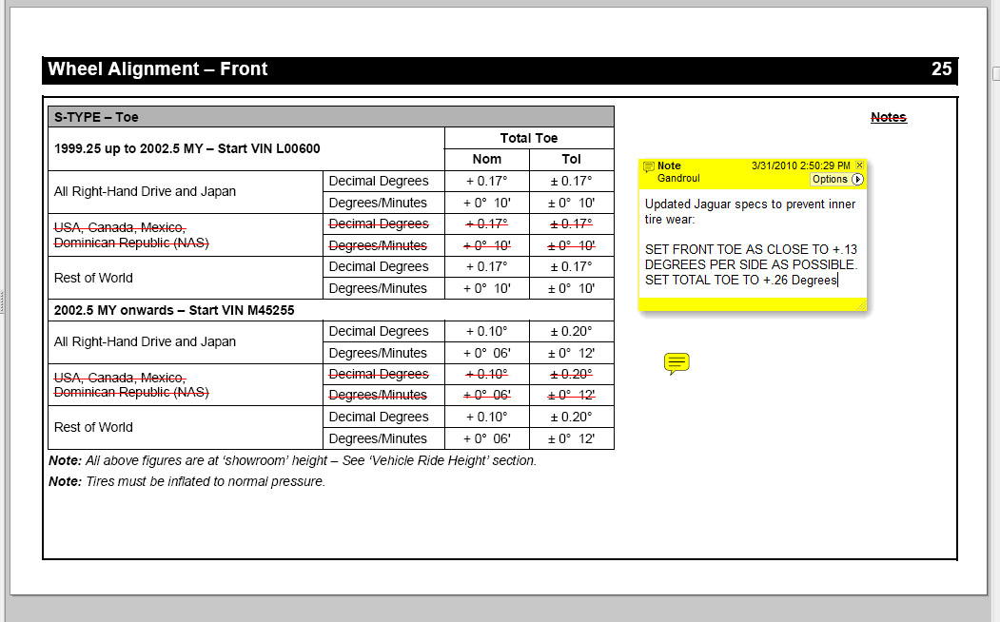 Wheel Alignment – Front 25
S-TYPE – Toe
Notes
1999.25 up to 2002.5 MY – Start VIN L00600
Total Toe
Nom Tol
All Right-Hand Drive and Japan
Decimal Degrees + 0.17° ± 0.17°
Degrees/Minutes + 0° 10' ± 0° 10'
USA, Canada, Mexico,
Dominican Republic (NAS)
Decimal Degrees + 0.17° ± 0.17°
Degrees/Minutes + 0° 10' ± 0° 10'
Rest of World
Decimal Degrees + 0.17° ± 0.17°
Degrees/Minutes + 0° 10' ± 0° 10'
2002.5 MY onwards – Start VIN M45255
All Right-Hand Drive and Japan
Decimal Degrees + 0.10° ± 0.20°
Degrees/Minutes + 0° 06' ± 0° 12'
USA, Canada, Mexico,
Dominican Republic (NAS)
Decimal Degrees + 0.10° ± 0.20°
Degrees/Minutes + 0° 06' ± 0° 12'
Rest of World
Decimal Degrees + 0.10° ± 0.20°
Degrees/Minutes + 0° 06' ± 0° 12'
Note: All above figures are at ‘showroom’ height – See ‘Vehicle Ride Height’ section.
Note: Tires must be inflated to normal pressure.
Note 3/31/2010 2:50:29 PM
Gandroul Options
Updated Jaguar specs to prevent inner
tire wear:
SET FRONT TOE AS CLOSE TO +.13
DEGREES PER SIDE AS POSSIBLE.
SET TOTAL TOE TO +.26 Degrees